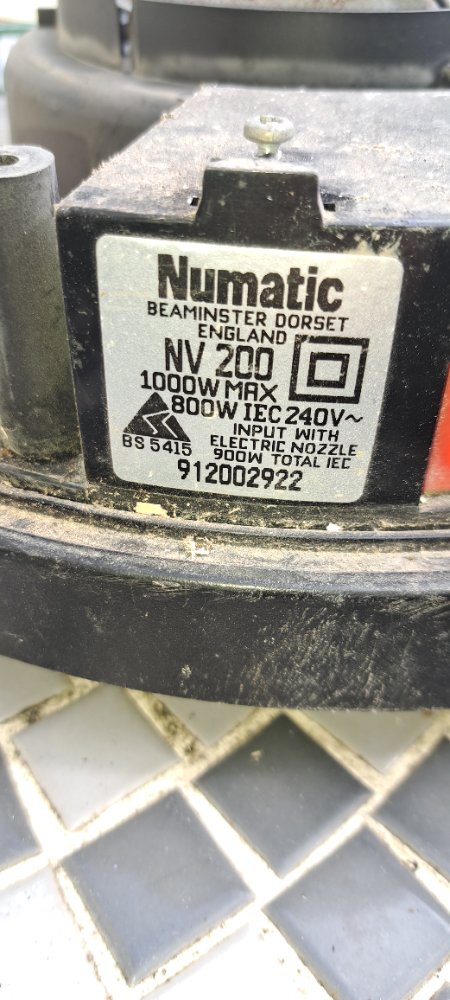 Numatic
BEAMINSTER DORSET
ENGLAND
NV 200
1000W MAX
800W IEC 240V~
INPUT WITH
ELECTRIC NOZZLE
900W TOTAL IEC
BS 5415
912002922